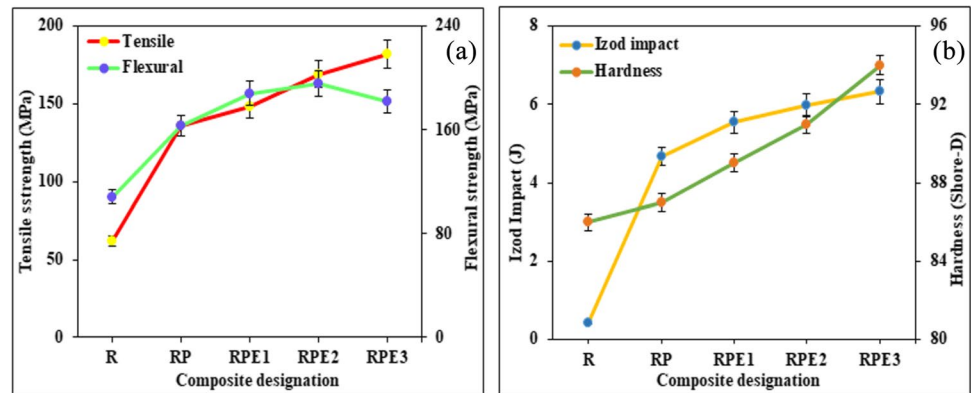 (a)
Tensile
Flexural
200
150
100
50
0
Tensile sstrength (MPa)
240
160
80
0
Flexural strength (MPa)
R RP RPE1 RPE2 RPE3
Composite designation
(b)
Izod impact
Hardness
8
6
4
2
0
Izod Impact (J)
96
92
88
84
80
Hardness (Shore-D)
R RP RPE1 RPE2 RPE3
Composite designation